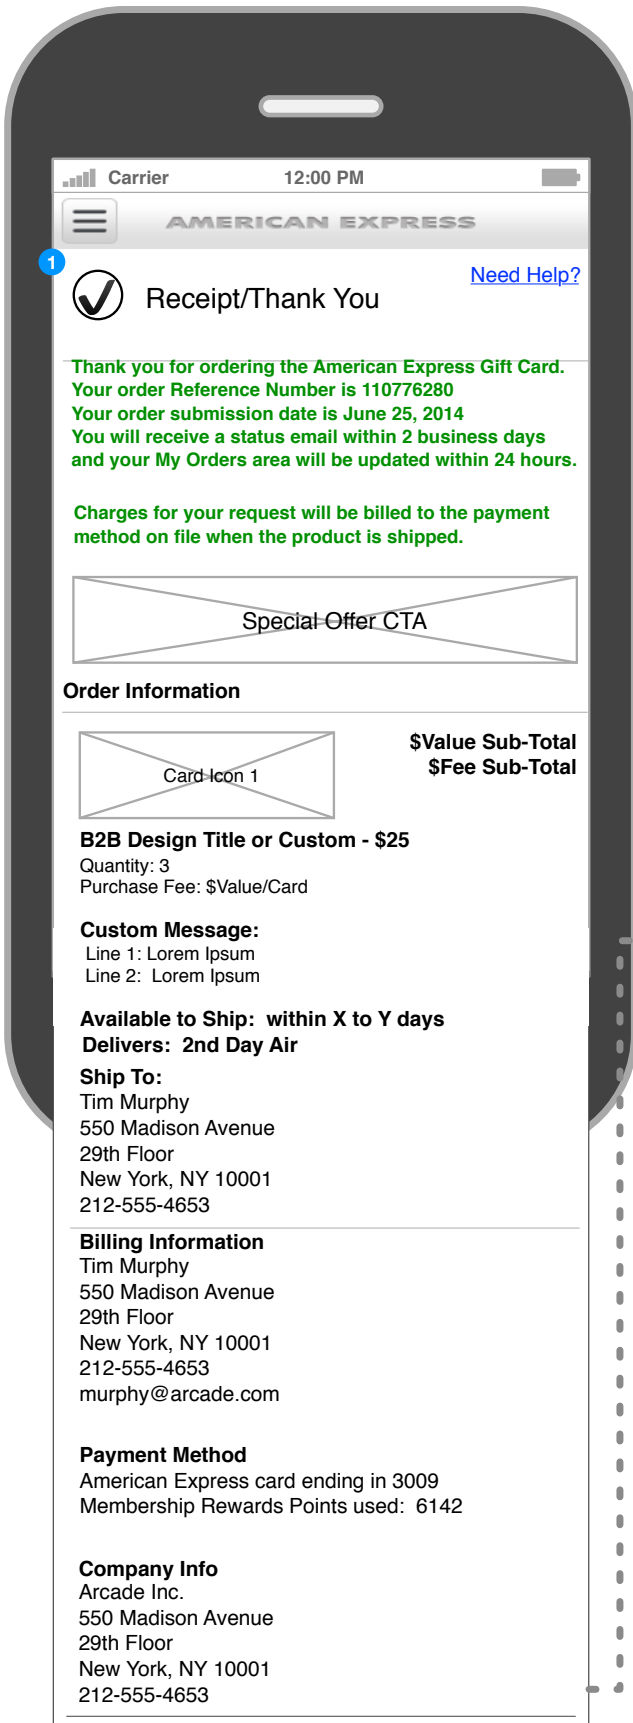 Carrier 12:00 PM
AMERICAN EXPRESS
1
Need Help?
Receipt/Thank You
Thank you for ordering the American Express Gift Card.
Your order Reference Number is 110776280
Your order submission date is June 25, 2014
You will receive a status email within 2 business days
and your My Orders area will be updated within 24 hours.
Charges for your request will be billed to the payment
method on file when the product is shipped.
Special Offer CTA
Order Information
Card Icon 1
$Value Sub-Total
$Fee Sub-Total
B2B Design Title or Custom - $25
Quantity: 3
Purchase Fee: $Value/Card
Custom Message:
Line 1: Lorem Ipsum
Line 2:  Lorem Ipsum
Available to Ship:  within X to Y days
Delivers:  2nd Day Air
Ship To:
Tim Murphy
550 Madison Avenue
29th Floor
New York, NY 10001
212-555-4653
Billing Information
Tim Murphy
550 Madison Avenue
29th Floor
New York, NY 10001
212-555-4653
murphy@arcade.com
Payment Method
American Express card ending in 3009
Membership Rewards Points used:  6142
Company Info
Arcade Inc.
550 Madison Avenue
29th Floor
New York, NY 10001
212-555-4653